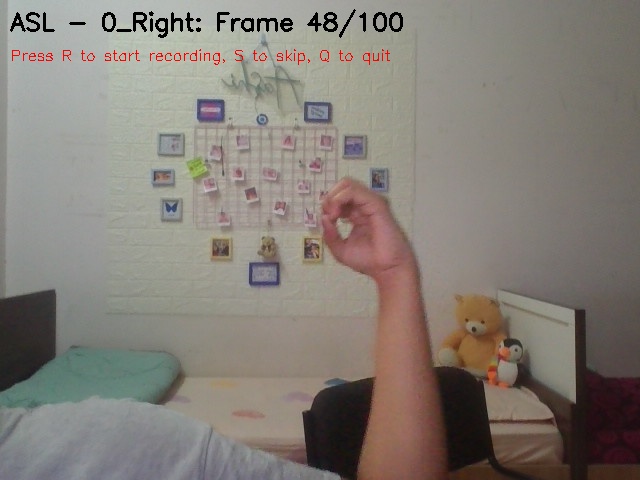 ASL - 0_Right: Frame 48/100
Press R to start recording, S to skip, Q to quit